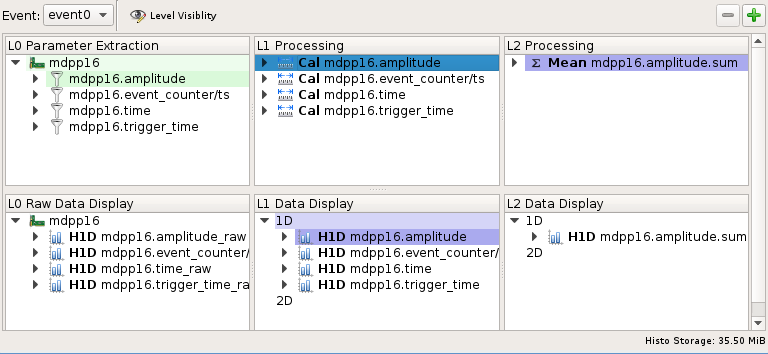 Event: event0 Level Visiblity
L0 Parameter Extraction
mdpp16
mdpp16.amplitude
mdpp16.event_counter/ts
mdpp16.time
mdpp16.trigger_time
L1 Processing
Cal mdpp16.amplitude
Cal mdpp16.event_counter/ts
Cal mdpp16.time
Cal mdpp16.trigger_time
L2 Processing
Σ Mean mdpp16.amplitude.sum
L0 Raw Data Display
mdpp16
H1D mdpp16.amplitude_raw
H1D mdpp16.event_counter/
H1D mdpp16.time_raw
H1D mdpp16.trigger_time_ra
L1 Data Display
1D
H1D mdpp16.amplitude
H1D mdpp16.event_counter/
H1D mdpp16.time
H1D mdpp16.trigger_time
2D
L2 Data Display
1D
H1D mdpp16.amplitude.sum
2D
Histo Storage: 35.50 MiB